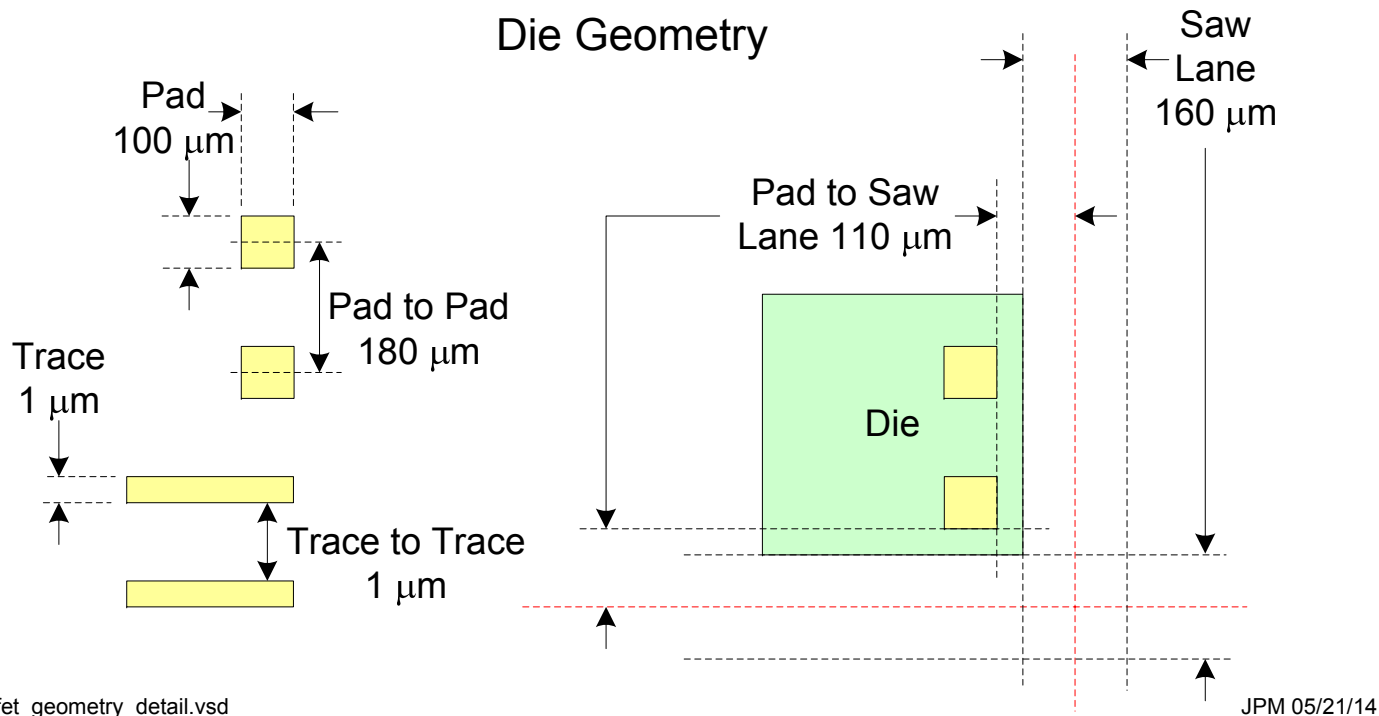 Die Geometry
Saw
Lane
160 μm
Pad
100 μm
Pad to Saw
Lane 110 μm
Pad to Pad
180 μm
Trace
1 μm
Die
Trace to Trace
1 μm
fet_geometry_detail.vsd
JPM 05/21/14